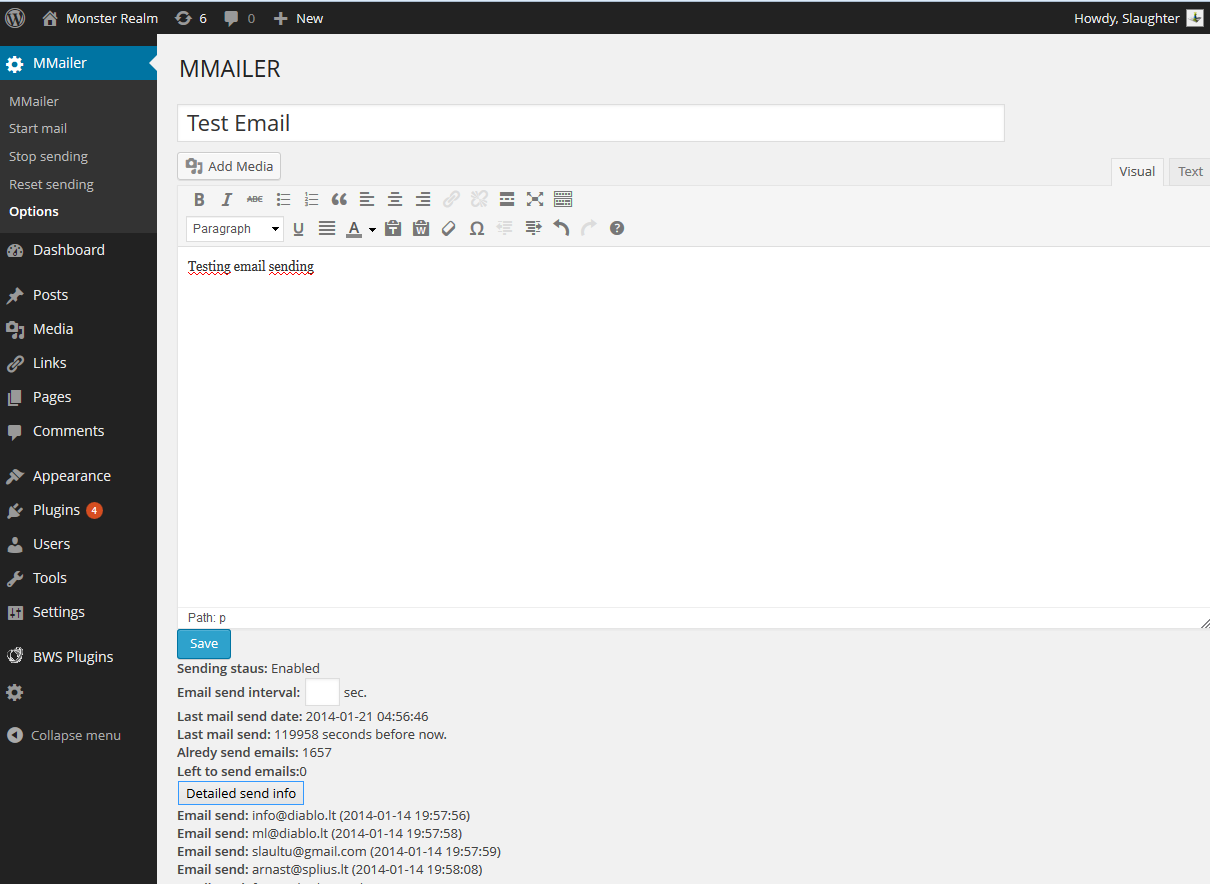 Monster Realm 6 0 New Howdy, Slaughter
MMailer
MMailer
Start mail
Stop sending
Reset sending
Options
Dashboard
Posts
Media
Links
Pages
Comments
Appearance
Plugins 4
Users
Tools
Settings
BWS Plugins
Collapse menu
MMAILER
Test Email
Add Media
Visual Text
B I ABC
Paragraph U A T W Ω ?
Testing email sending
Path: p
Save
Sending staus: Enabled
Email send interval: sec.
Last mail send date: 2014-01-21 04:56:46
Last mail send: 119958 seconds before now.
Alredy send emails: 1657
Left to send emails:0
Detailed send info
Email send: info@diablo.lt (2014-01-14 19:57:56)
Email send: ml@diablo.lt (2014-01-14 19:57:58)
Email send: slaultu@gmail.com (2014-01-14 19:57:59)
Email send: arnast@splius.lt (2014-01-14 19:58:08)